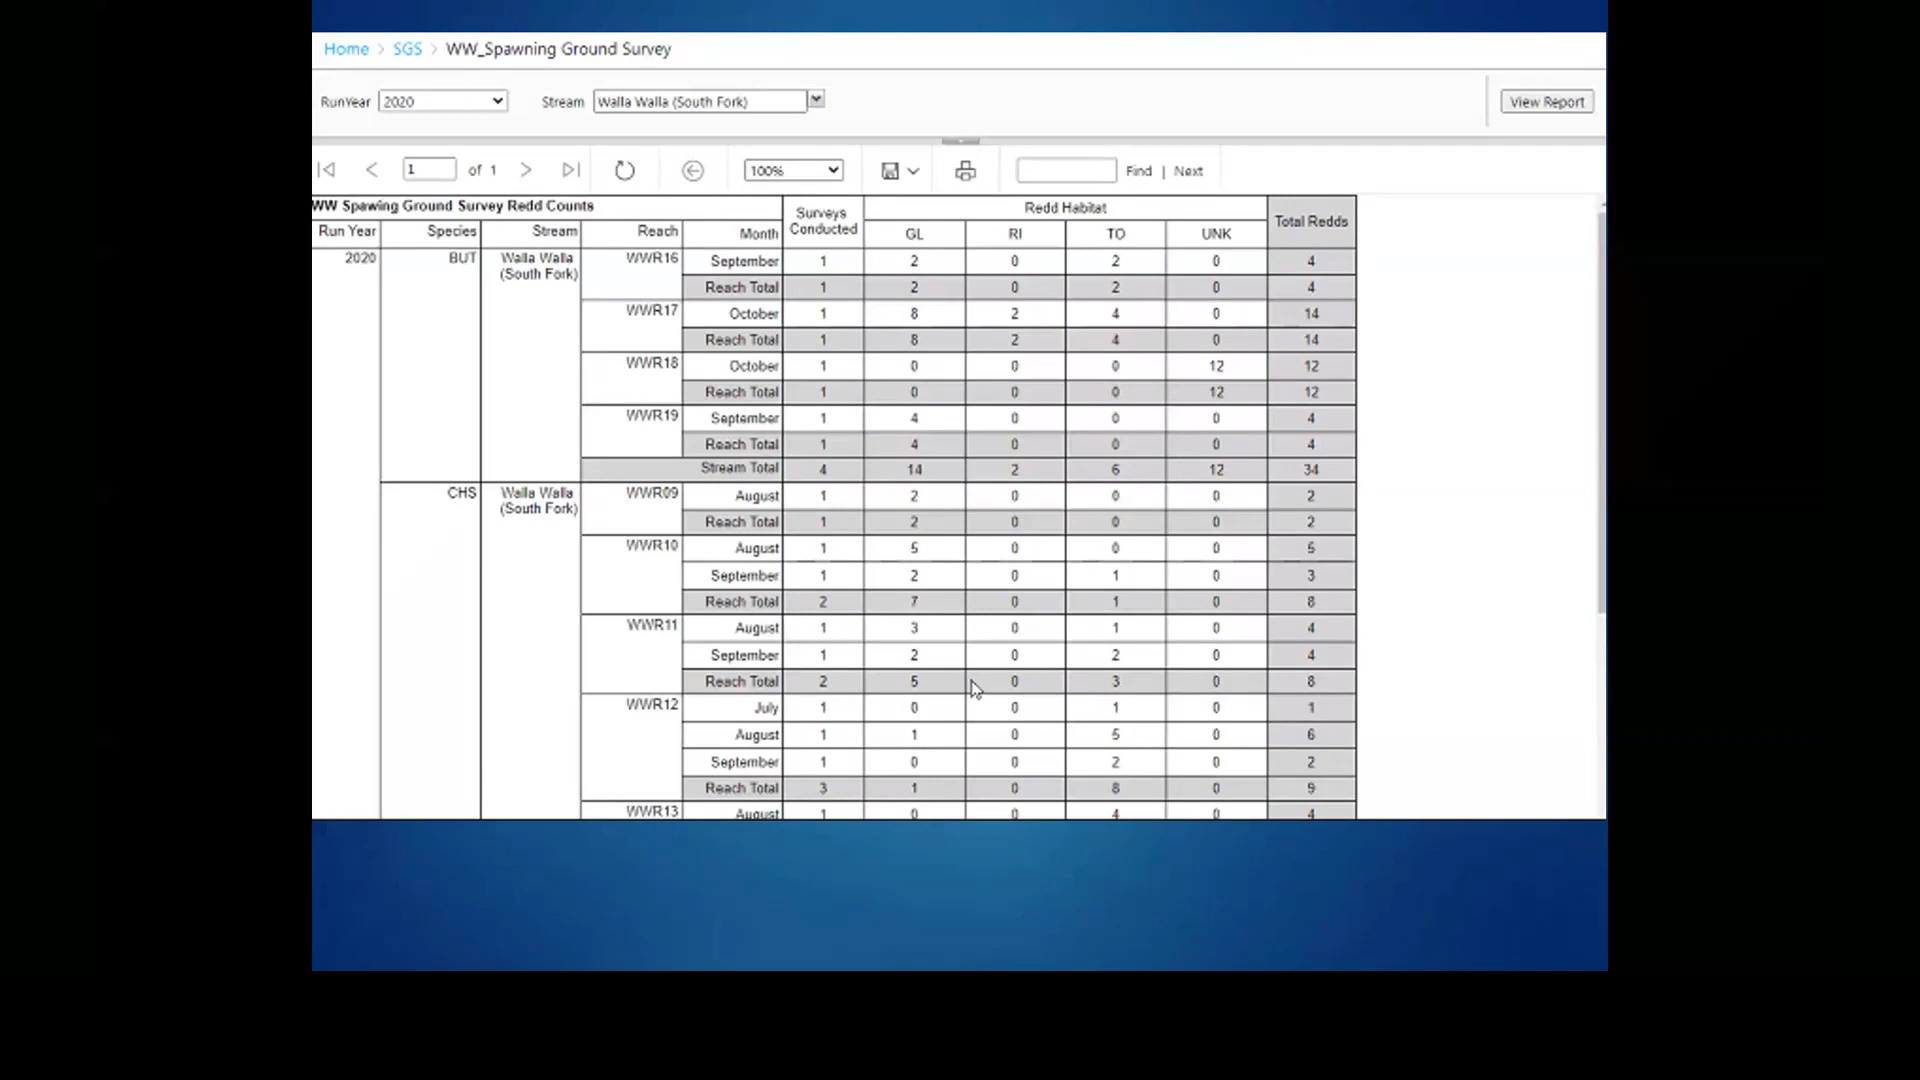 Home > SGS > WW_Spawning Ground Survey
RunYear 2020 Stream Walla Walla (South Fork) View Report
1 of 1 100% Find | Next
WW Spawing Ground Survey Redd Counts Surveys Conducted Redd Habitat Total Redds
Run Year Species Stream Reach Month GL RI TO UNK
2020 BUT Walla Walla (South Fork) WWR16 September 1 2 0 2 0 4
Reach Total 1 2 0 2 0 4
WWR17 October 1 8 2 4 0 14
Reach Total 1 8 2 4 0 14
WWR18 October 1 0 0 0 12 12
Reach Total 1 0 0 0 12 12
WWR19 September 1 4 0 0 0 4
Reach Total 1 4 0 0 0 4
Stream Total 4 14 2 6 12 34
CHS Walla Walla (South Fork) WWR09 August 1 2 0 0 0 2
Reach Total 1 2 0 0 0 2
WWR10 August 1 5 0 0 0 5
September 1 2 0 1 0 3
Reach Total 2 7 0 1 0 8
WWR11 August 1 3 0 1 0 4
September 1 2 0 2 0 4
Reach Total 2 5 0 3 0 8
WWR12 July 1 0 0 1 0 1
August 1 1 0 5 0 6
September 1 0 0 2 0 2
Reach Total 3 1 0 8 0 9
WWR13 August 1 0 0 4 0 4